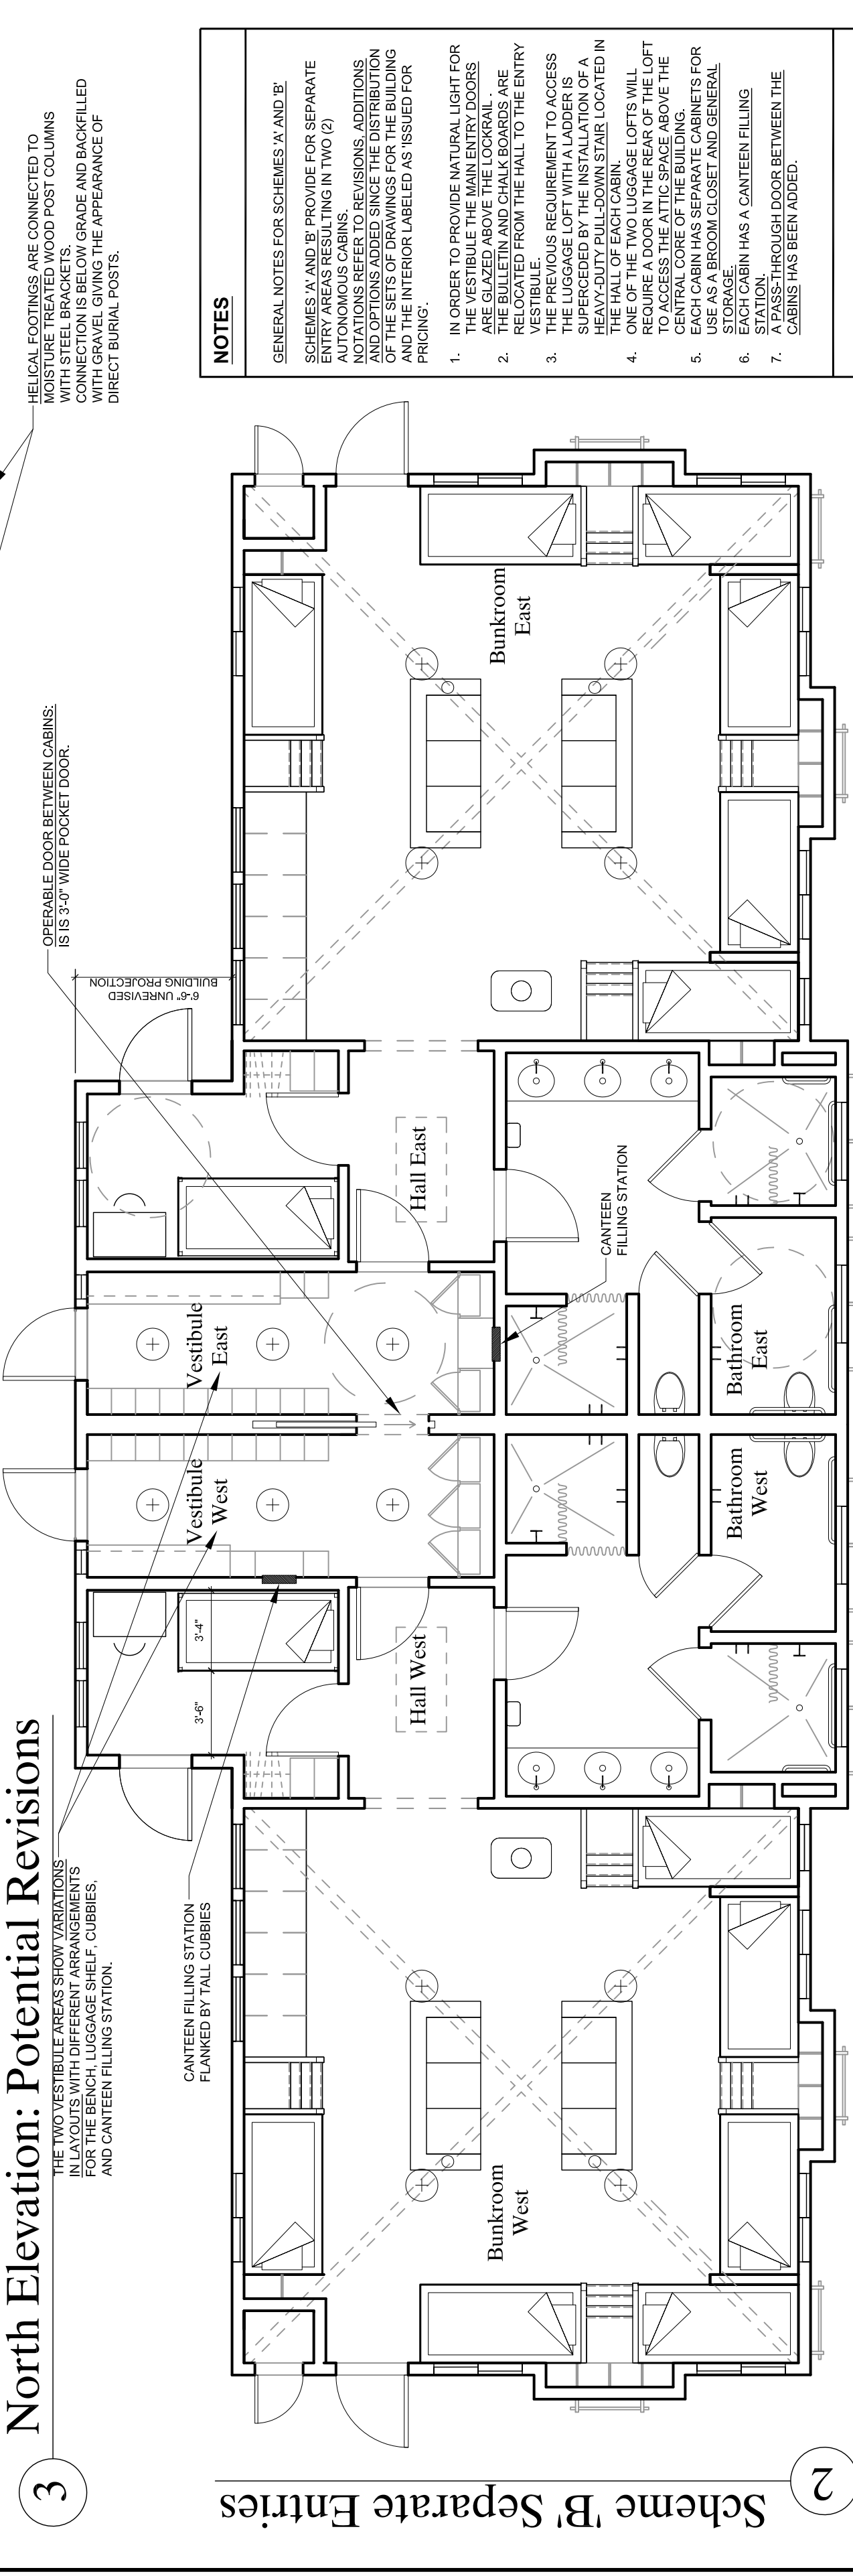 3
North Elevation: Potential Revisions
THE TWO VESTIBULE AREAS SHOW VARIATIONS
IN LAYOUTS WITH DIFFERENT ARRANGEMENTS
FOR THE BENCH, LUGGAGE SHELF, CUBBIES,
AND CANTEEN FILLING STATION.
CANTEEN FILLING STATION
FLANKED BY TALL CUBBIES
OPERABLE DOOR BETWEEN CABINS:
IS IS 3'-0" WIDE POCKET DOOR.
HELICAL FOOTINGS ARE CONNECTED TO
MOISTURE TREATED WOOD POST COLUMNS
WITH STEEL BRACKETS.
CONNECTION IS BELOW GRADE AND BACKFILLED
WITH GRAVEL GIVING THE APPEARANCE OF
DIRECT BURIAL POSTS.
6'-6" UNREVISED
BUILDING PROJECTION
3'-6"
3'-4"
Vestibule
West
Vestibule
East
Hall West
Hall East
CANTEEN
FILLING STATION
Bunkroom
West
Bunkroom
East
Bathroom
West
Bathroom
East
2
Scheme 'B' Separate Entries
NOTES
GENERAL NOTES FOR SCHEMES 'A' AND 'B'
SCHEMES 'A' AND 'B' PROVIDE FOR SEPARATE
ENTRY AREAS RESULTING IN TWO (2)
AUTONOMOUS CABINS.
NOTATIONS REFER TO REVISIONS, ADDITIONS
AND OPTIONS ADDED SINCE THE DISTRIBUTION
OF THE SETS OF DRAWINGS FOR THE BUILDING
AND THE INTERIOR LABELED AS 'ISSUED FOR
PRICING'.
1. IN ORDER TO PROVIDE NATURAL LIGHT FOR
THE VESTIBULE THE MAIN ENTRY DOORS
ARE GLAZED ABOVE THE LOCKRAIL .
2. THE BULLETIN AND CHALK BOARDS ARE
RELOCATED FROM THE HALL TO THE ENTRY
VESTIBULE.
3. THE PREVIOUS REQUIREMENT TO ACCESS
THE LUGGAGE LOFT WITH A LADDER IS
SUPERCEDED BY THE INSTALLATION OF A
HEAVY-DUTY PULL-DOWN STAIR LOCATED IN
THE HALL OF EACH CABIN.
4. ONE OF THE TWO LUGGAGE LOFTS WILL
REQUIRE A DOOR IN THE REAR OF THE LOFT
TO ACCESS THE ATTIC SPACE ABOVE THE
CENTRAL CORE OF THE BUILDING.
5. EACH CABIN HAS SEPARATE CABINETS FOR
USE AS A BROOM CLOSET AND GENERAL
STORAGE.
6. EACH CABIN HAS A CANTEEN FILLING
STATION.
7. A PASS-THROUGH DOOR BETWEEN THE
CABINS HAS BEEN ADDED.